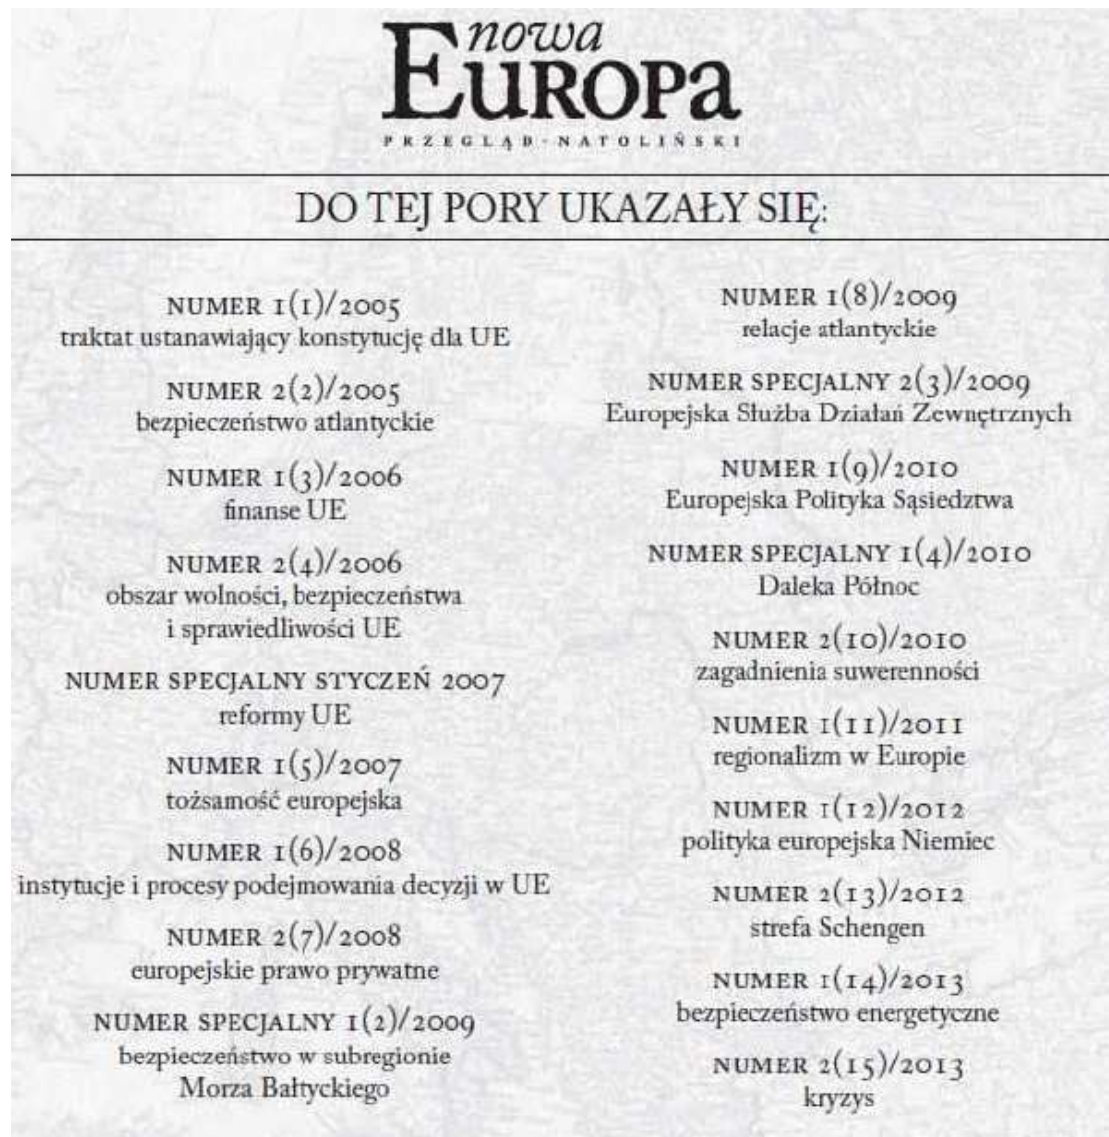 nowa
EUROPa
PRZEGLĄD-NATOLIŃSKI
DO TEJ PORY UKAZAŁY SIĘ:
NUMER 1(1)/2005
traktat ustanawiający konstytucję dla UE
NUMER 2(2)/2005
bezpieczeństwo atlantyckie
NUMER 1(3)/2006
finanse UE
NUMER 2(4)/2006
obszar wolności, bezpieczeństwa
i sprawiedliwości UE
NUMER SPECJALNY STYCZEŃ 2007
reformy UE
NUMER 1(5)/2007
tożsamość europejska
NUMER 1(6)/2008
instytucje i procesy podejmowania decyzji w UE
NUMER 2(7)/2008
europejskie prawo prywatne
NUMER SPECJALNY 1(2)/2009
bezpieczeństwo w subregionie
Morza Bałtyckiego
NUMER 1(8)/2009
relacje atlantyckie
NUMER SPECJALNY 2(3)/2009
Europejska Służba Działań Zewnętrznych
NUMER 1(9)/2010
Europejska Polityka Sąsiedztwa
NUMER SPECJALNY 1(4)/2010
Daleka Północ
NUMER 2(10)/2010
zagadnienia suwerenności
NUMER 1(11)/2011
regionalizm w Europie
NUMER 1(12)/2012
polityka europejska Niemiec
NUMER 2(13)/2012
strefa Schengen
NUMER 1(14)/2013
bezpieczeństwo energetyczne
NUMER 2(15)/2013
kryzys